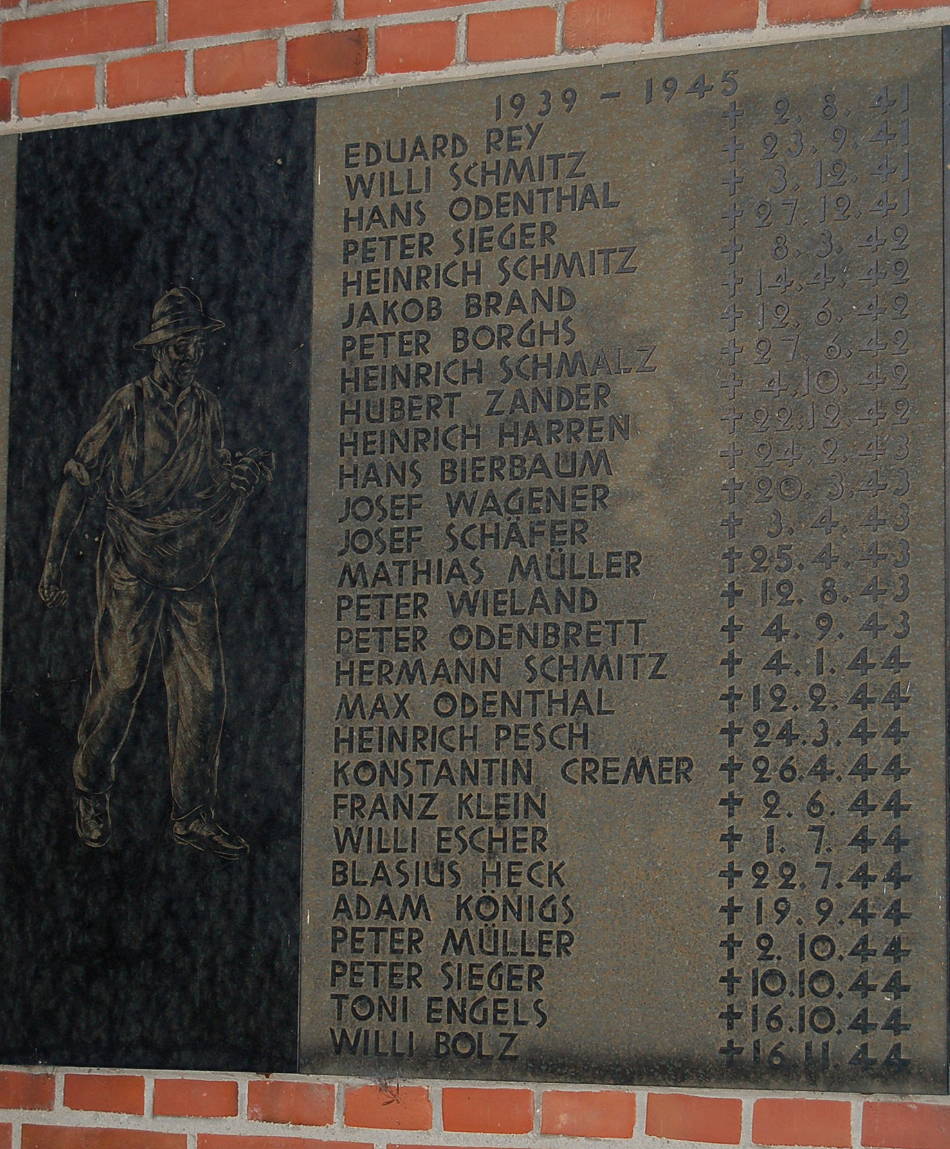 1939 – 1945
EDUARD REY + 2. 8. 41
WILLI SCHMITZ + 23. 9. 41
HANS ODENTHAL + 3. 12. 41
PETER SIEGER + 27. 12. 41
HEINRICH SCHMITZ + 8. 3. 42
JAKOB BRAND + 14. 4. 42
PETER BORGHS + 12. 6. 42
HEINRICH SCHMALZ + 27 6. 42
HUBERT ZANDER + 4. 10. 42
HEINRICH HARREN + 22. 12. 42
HANS BIERBAUM + 24. 2. 43
JOSEF WAGENER + 20. 3. 43
JOSEF SCHÄFER + 3. 4. 43
MATHIAS MÜLLER + 25. 4. 43
PETER WIELAND + 12. 8. 43
PETER ODENBRETT + 4. 9. 43
HERMANN SCHMITZ + 4. 1. 44
MAX ODENTHAL + 12. 2. 44
HEINRICH PESCH + 24. 3. 44
KONSTANTIN CREMER + 26. 4. 44
FRANZ KLEIN + 2. 6. 44
WILLI ESCHER + 1. 7. 44
BLASIUS HECK + 22. 7. 44
ADAM KÖNIGS + 19. 9. 44
PETER MÜLLER + 2. 10. 44
PETER SIEGER + 10. 10. 44
TONI ENGELS + 16. 10. 44
WILLI BOLZ + 16. 11. 44